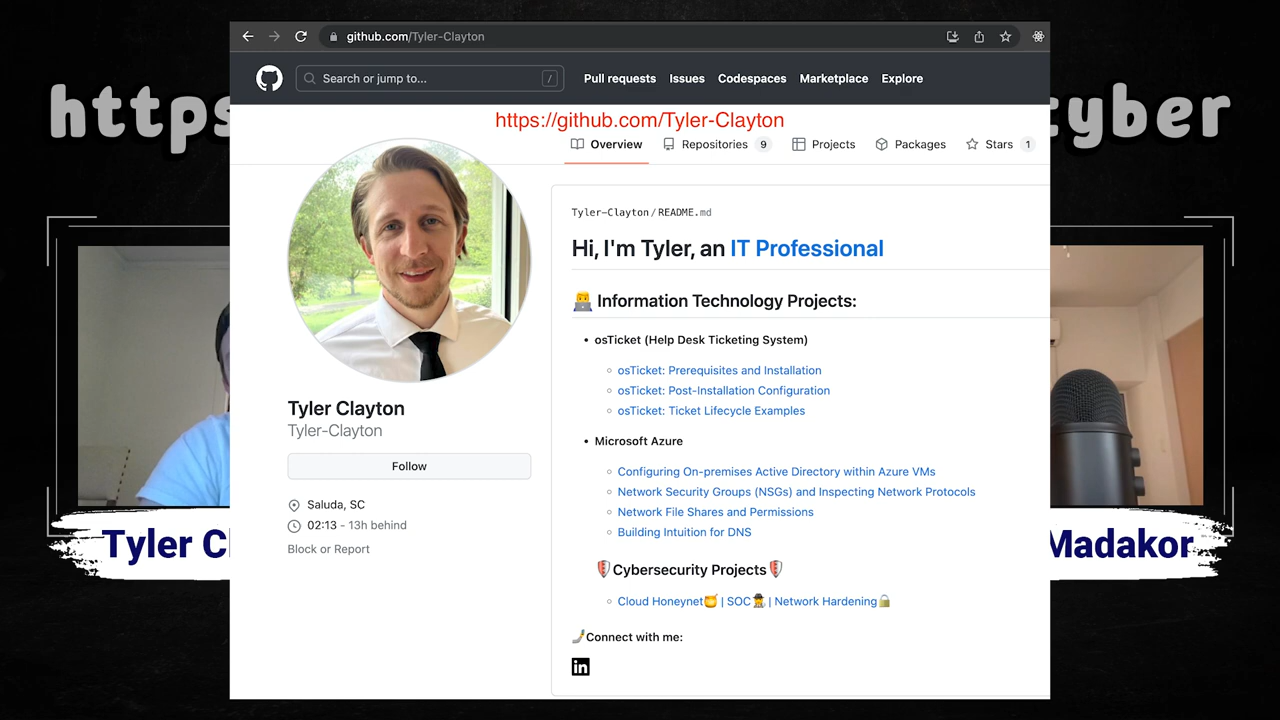 github.com/Tyler-Clayton
https
cyber
Search or jump to...
/
Pull requests
Issues
Codespaces
Marketplace
Explore
https://github.com/Tyler-Clayton
Overview
Repositories 9
Projects
Packages
Stars 1
Tyler-Clayton/README.md
Hi, I'm Tyler, an IT Professional
Information Technology Projects:
• osTicket (Help Desk Ticketing System)
osTicket: Prerequisites and Installation
osTicket: Post-Installation Configuration
osTicket: Ticket Lifecycle Examples
• Microsoft Azure
Configuring On-premises Active Directory within Azure VMs
Network Security Groups (NSGs) and Inspecting Network Protocols
Network File Shares and Permissions
Building Intuition for DNS
Cybersecurity Projects
Cloud Honeynet🍯 | SOC🕵️ | Network Hardening🔒
Connect with me:
in
Tyler Clayton
Tyler-Clayton
Follow
Saluda, SC
02:13 - 13h behind
Block or Report
Tyler C
Madakor